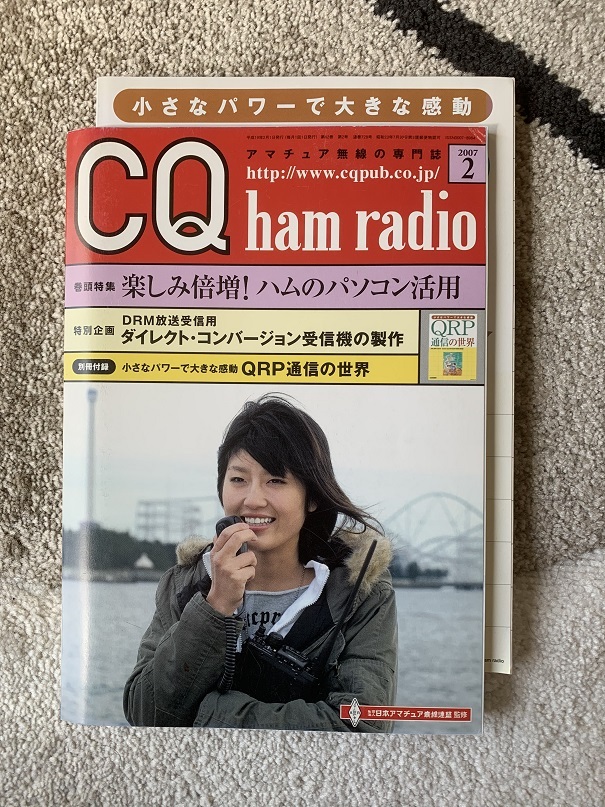 小さなパワーで大きな感動
CQ ham radio
アマチュア無線の専門誌
http://www.cqpub.co.jp/
2007
2
巻頭特集 楽しみ倍増! ハムのパソコン活用
特別企画 DRM放送受信用
ダイレクト・コンバージョン受信機の製作
別冊付録 小さなパワーで大きな感動 QRP通信の世界
QRP
通信の世界
日本アマチュア無線連盟 監修
ham radio